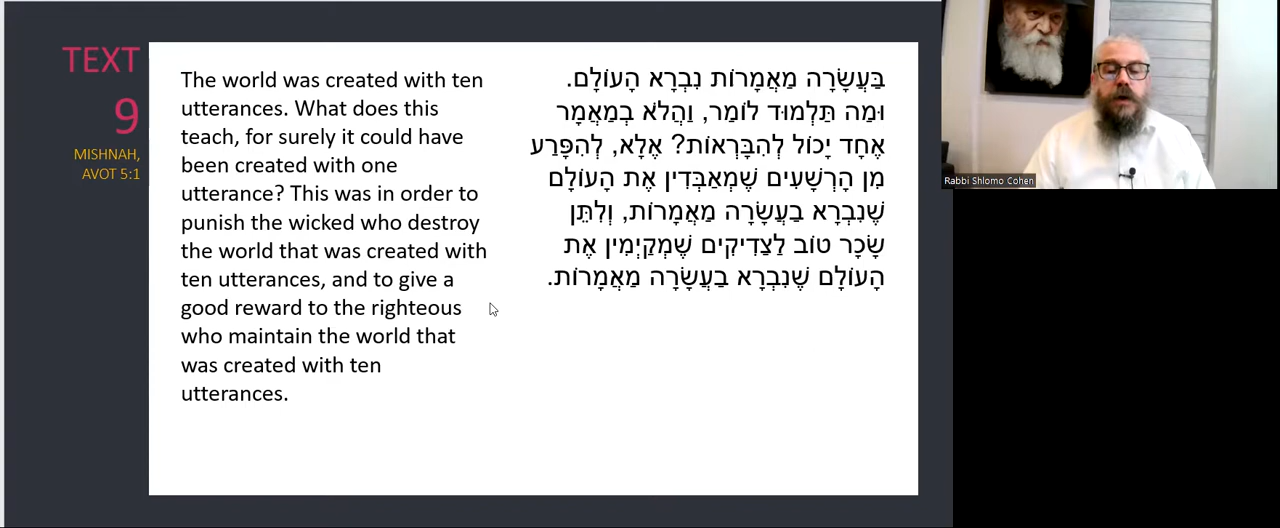 TEXT
9
MISHNAH,
AVOT 5:1
The world was created with ten
utterances. What does this
teach, for surely it could have
been created with one
utterance? This was in order to
punish the wicked who destroy
the world that was created with
ten utterances, and to give a
good reward to the righteous
who maintain the world that
was created with ten
utterances.
בַּעֲשָׂרָה מַאֲמָרוֹת נִבְרָא הָעוֹלָם.
וּמַה תַּלְמוּד לוֹמַר, וַהֲלֹא בְמַאֲמָר
אֶחָד יָכוֹל לְהִבָּרְאוֹת? אֶלָא, לְהִפָּרַע
מִן הָרְשָׁעִים שֶׁמְאַבְּדִין אֶת הָעוֹלָם
שֶׁנִבְרָא בַעֲשָׂרָה מַאֲמָרוֹת, וְלִתֵּן
שָׂכָר טוֹב לַצַדִיקִים שֶׁמְקַיְמִין אֶת
הָעוֹלָם שֶׁנִבְרָא בַעֲשָׂרָה מַאֲמָרוֹת.
Rabbi Shlomo Cohen